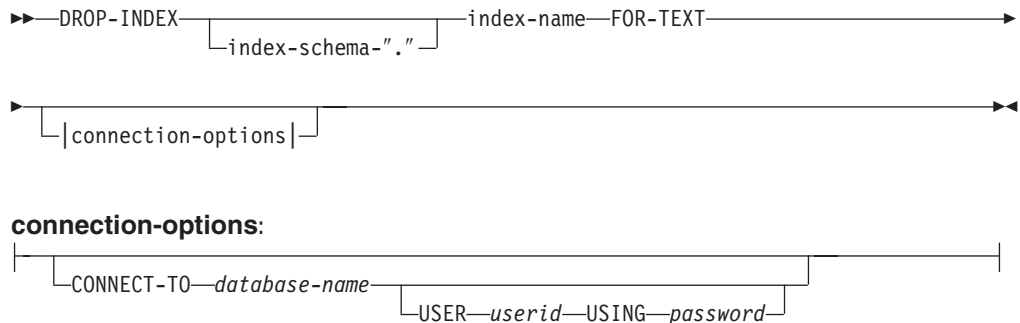 DROP-INDEX index-name FOR-TEXT
index-schema-"."
|connection-options|
connection-options:
CONNECT-TO database-name
USER userid USING password